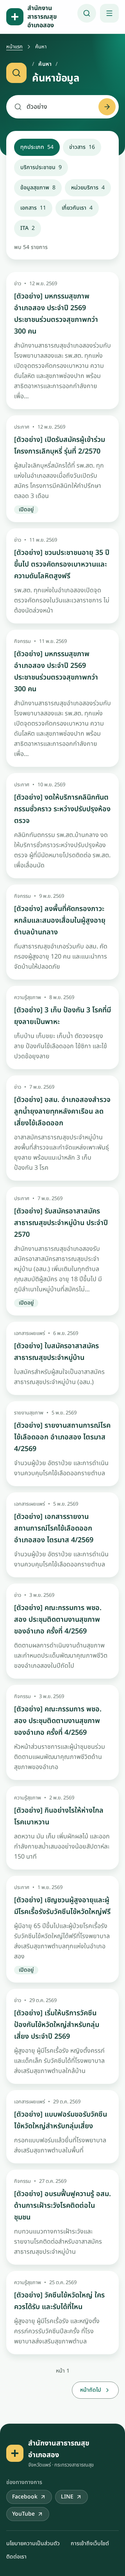 สำนักงาน
สาธารณสุข
อำเภอสอง
หน้าแรก › ค้นหา
/ ค้นหา /
ค้นหาข้อมูล
ตัวอย่าง
ทุกประเภท 54
ข่าวสาร 16
บริการประชาชน 9
ข้อมูลสุขภาพ 8
หน่วยบริการ 4
เอกสาร 11
เกี่ยวกับเรา 4
ITA 2
พบ 54 รายการ
ข่าว • 12 พ.ย. 2569
[ตัวอย่าง] มหกรรมสุขภาพ
อำเภอสอง ประจำปี 2569
ประชาชนร่วมตรวจสุขภาพกว่า
300 คน
สำนักงานสาธารณสุขอำเภอสองร่วม
กับโรงพยาบาลสอง และ รพ.สต. ทุกแห่ง
เปิดจุดตรวจคัดกรองเบาหวาน ความ
ดันโลหิต และสุขภาพช่องปาก พร้อม
นิทรรศการและการออกกำลังกาย
เพื่อ…
ประกาศ • 12 พ.ย. 2569
[ตัวอย่าง] เปิดรับสมัครผู้เข้าร่วม
โครงการเลิกบุหรี่ รุ่นที่ 2/2570
ผู้สนใจเลิกบุหรี่สมัครได้ที่ รพ.สต. ทุก
แห่งในอำเภอสองและโรงพยาบาล
สอง โดยการมีคลินิกให้คำปรึกษา
ตลอด 3 เดือน
เปิดอยู่
ข่าว • 11 พ.ย. 2569
[ตัวอย่าง] ชวนประชาชนอายุ 35 ปี
ขึ้นไป ตรวจคัดกรองเบาหวานและ
ความดันโลหิตสูงฟรี
รพ.สต. ทุกแห่งในอำเภอสองเปิดจุด
ตรวจคัดกรองในวันและเวลาราชการ ไม่
ต้องนัดล่วงหน้า
กิจกรรม • 11 พ.ย. 2569
[ตัวอย่าง] มหกรรมสุขภาพ
อำเภอสอง ประจำปี 2569
ประชาชนร่วมตรวจสุขภาพกว่า
300 คน
สำนักงานสาธารณสุขอำเภอสองร่วม
กับโรงพยาบาลสอง และ รพ.สต. ทุกแห่ง
เปิดจุดตรวจคัดกรองเบาหวาน ความ
ดันโลหิต และสุขภาพช่องปาก พร้อม
นิทรรศการและการออกกำลังกาย
เพื่อ…
ประกาศ • 10 พ.ย. 2569
[ตัวอย่าง] งดให้บริการคลินิกทันต
กรรมชั่วคราว ระหว่างปรับปรุงห้อง
ตรวจ
คลินิกทันตกรรม รพ.สต.บ้านกลาง งด
ให้บริการชั่วคราวระหว่างปรับปรุงห้อง
ตรวจ ผู้ที่มีนัดหมายโปรดติดต่อ รพ.สต.
เพื่อเลื่อนนัด
กิจกรรม • 9 พ.ย. 2569
[ตัวอย่าง] ลงพื้นที่คัดกรองภาวะ
หกล้มและสมองเสื่อมในผู้สูงอายุ
ตำบลบ้านกลาง
ทีมสาธารณสุขอำเภอร่วมกับ อสม. คัด
กรองผู้สูงอายุ 120 คน และแนะนำการ
จัดบ้านให้ปลอดภัย
ความรู้สุขภาพ • 8 พ.ย. 2569
[ตัวอย่าง] 3 เก็บ ป้องกัน 3 โรคที่มี
ยุงลายเป็นพาหะ
เก็บบ้าน เก็บขยะ เก็บน้ำ ตัดวงจรยุง
ลาย ป้องกันไข้เลือดออก ไข้ซิกา และไข้
ปวดข้อยุงลาย
ข่าว • 7 พ.ย. 2569
[ตัวอย่าง] อสม. อำเภอสองสำรวจ
ลูกน้ำยุงลายทุกหลังคาเรือน ลด
เสี่ยงไข้เลือดออก
อาสาสมัครสาธารณสุขประจำหมู่บ้าน
ลงพื้นที่สำรวจและกำจัดแหล่งเพาะพันธุ์
ยุงลาย พร้อมแนะนำหลัก 3 เก็บ
ป้องกัน 3 โรค
ประกาศ • 7 พ.ย. 2569
[ตัวอย่าง] รับสมัครอาสาสมัคร
สาธารณสุขประจำหมู่บ้าน ประจำปี
2570
สำนักงานสาธารณสุขอำเภอสองรับ
สมัครอาสาสมัครสาธารณสุขประจำ
หมู่บ้าน (อสม.) เพิ่มเติมในทุกตำบล
คุณสมบัติผู้สมัคร อายุ 18 ปีขึ้นไป มี
ภูมิลำเนาในหมู่บ้านที่สมัครไม่…
เปิดอยู่
เอกสารเผยแพร่ • 6 พ.ย. 2569
[ตัวอย่าง] ใบสมัครอาสาสมัคร
สาธารณสุขประจำหมู่บ้าน
ใบสมัครสำหรับผู้สนใจเป็นอาสาสมัคร
สาธารณสุขประจำหมู่บ้าน (อสม.)
รายงานสุขภาพ • 5 พ.ย. 2569
[ตัวอย่าง] รายงานสถานการณ์โรค
ไข้เลือดออก อำเภอสอง ไตรมาส
4/2569
จำนวนผู้ป่วย อัตราป่วย และการดำเนิน
งานควบคุมโรคไข้เลือดออกรายตำบล
เอกสารเผยแพร่ • 5 พ.ย. 2569
[ตัวอย่าง] เอกสารรายงาน
สถานการณ์โรคไข้เลือดออก
อำเภอสอง ไตรมาส 4/2569
จำนวนผู้ป่วย อัตราป่วย และการดำเนิน
งานควบคุมโรคไข้เลือดออกรายตำบล
ข่าว • 3 พ.ย. 2569
[ตัวอย่าง] คณะกรรมการ พชอ.
สอง ประชุมติดตามงานสุขภาพ
ของอำเภอ ครั้งที่ 4/2569
ติดตามผลการดำเนินงานด้านสุขภาพ
และกำหนดประเด็นพัฒนาคุณภาพชีวิต
ของอำเภอสองในปีถัดไป
กิจกรรม • 3 พ.ย. 2569
[ตัวอย่าง] คณะกรรมการ พชอ.
สอง ประชุมติดตามงานสุขภาพ
ของอำเภอ ครั้งที่ 4/2569
หัวหน้าส่วนราชการและผู้นำชุมชนร่วม
ติดตามแผนพัฒนาคุณภาพชีวิตด้าน
สุขภาพของอำเภอ
ความรู้สุขภาพ • 2 พ.ย. 2569
[ตัวอย่าง] กินอย่างไรให้ห่างไกล
โรคเบาหวาน
ลดหวาน มัน เค็ม เพิ่มผักผลไม้ และออก
กำลังกายสม่ำเสมออย่างน้อยสัปดาห์ละ
150 นาที
ประกาศ • 1 พ.ย. 2569
[ตัวอย่าง] เชิญชวนผู้สูงอายุและผู้
มีโรคเรื้อรังรับวัคซีนไข้หวัดใหญ่ฟรี
ผู้มีอายุ 65 ปีขึ้นไปและผู้ป่วยโรคเรื้อรัง
รับวัคซีนไข้หวัดใหญ่ได้ฟรีที่โรงพยาบาล
ส่งเสริมสุขภาพตำบลทุกแห่งในอำเภอ
สอง
เปิดอยู่
ข่าว • 29 ต.ค. 2569
[ตัวอย่าง] เริ่มให้บริการวัคซีน
ป้องกันไข้หวัดใหญ่สำหรับกลุ่ม
เสี่ยง ประจำปี 2569
ผู้สูงอายุ ผู้ป่วยโรคเรื้อรัง หญิงตั้งครรภ์
และเด็กเล็ก รับวัคซีนได้ที่โรงพยาบาล
ส่งเสริมสุขภาพตำบลใกล้บ้าน
เอกสารเผยแพร่ • 29 ต.ค. 2569
[ตัวอย่าง] แบบฟอร์มขอรับวัคซีน
ไข้หวัดใหญ่สำหรับกลุ่มเสี่ยง
กรอกแบบฟอร์มแล้วยื่นที่โรงพยาบาล
ส่งเสริมสุขภาพตำบลในพื้นที่
กิจกรรม • 27 ต.ค. 2569
[ตัวอย่าง] อบรมฟื้นฟูความรู้ อสม.
ด้านการเฝ้าระวังโรคติดต่อใน
ชุมชน
ทบทวนแนวทางการเฝ้าระวังและ
รายงานโรคติดต่อสำหรับอาสาสมัคร
สาธารณสุขประจำหมู่บ้าน
ความรู้สุขภาพ • 25 ต.ค. 2569
[ตัวอย่าง] วัคซีนไข้หวัดใหญ่ ใคร
ควรได้รับ และรับได้ที่ไหน
ผู้สูงอายุ ผู้มีโรคเรื้อรัง และหญิงตั้ง
ครรภ์ควรรับวัคซีนปีละครั้ง ที่โรง
พยาบาลส่งเสริมสุขภาพตำบล
หน้า 1
หน้าถัดไป ›
สำนักงานสาธารณสุข
อำเภอสอง
จังหวัดแพร่ · กระทรวงสาธารณสุข
ช่องทางทางการ
Facebook ↗
LINE ↗
YouTube ↗
นโยบายความเป็นส่วนตัว
การเข้าถึงเว็บไซต์
ติดต่อเรา